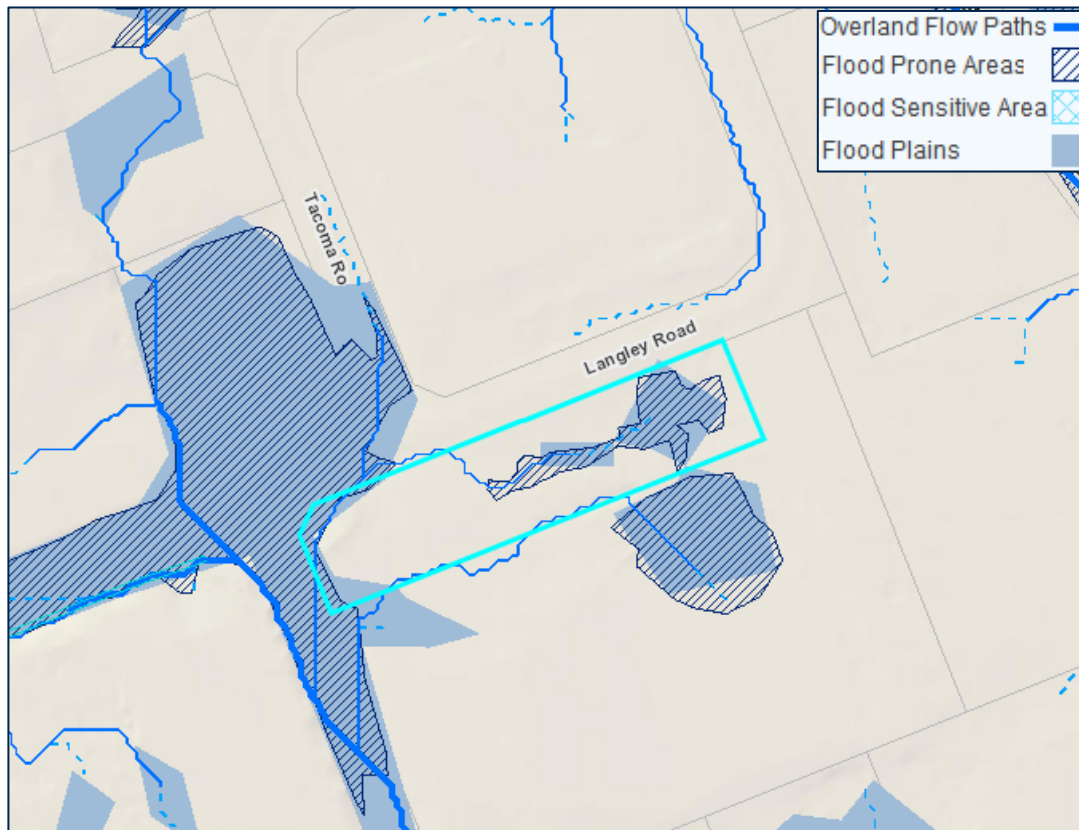 Overland Flow Paths
Flood Prone Areas
Flood Sensitive Area
Flood Plains
Tacoma Ro
Langley Road